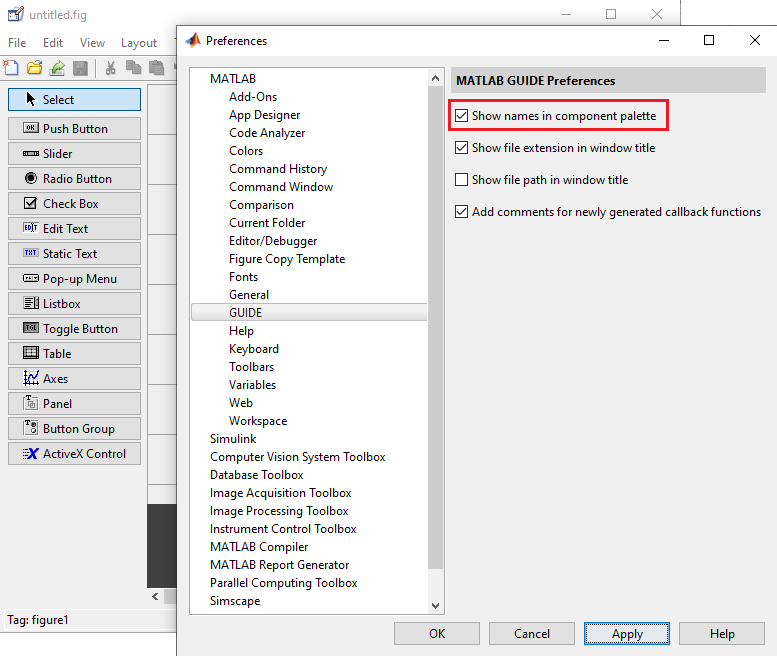 untitled.fig
File Edit View Layout
Select
OK Push Button
Slider
Radio Button
Check Box
EDIT Edit Text
TXT Static Text
Pop-up Menu
Listbox
TGL Toggle Button
Table
Axes
Panel
Button Group
X ActiveX Control
Tag: figure1
Preferences
MATLAB
Add-Ons
App Designer
Code Analyzer
Colors
Command History
Command Window
Comparison
Current Folder
Editor/Debugger
Figure Copy Template
Fonts
General
GUIDE
Help
Keyboard
Toolbars
Variables
Web
Workspace
Simulink
Computer Vision System Toolbox
Database Toolbox
Image Acquisition Toolbox
Image Processing Toolbox
Instrument Control Toolbox
MATLAB Compiler
MATLAB Report Generator
Parallel Computing Toolbox
Simscape
MATLAB GUIDE Preferences
Show names in component palette
Show file extension in window title
Show file path in window title
Add comments for newly generated callback functions
OK Cancel Apply Help